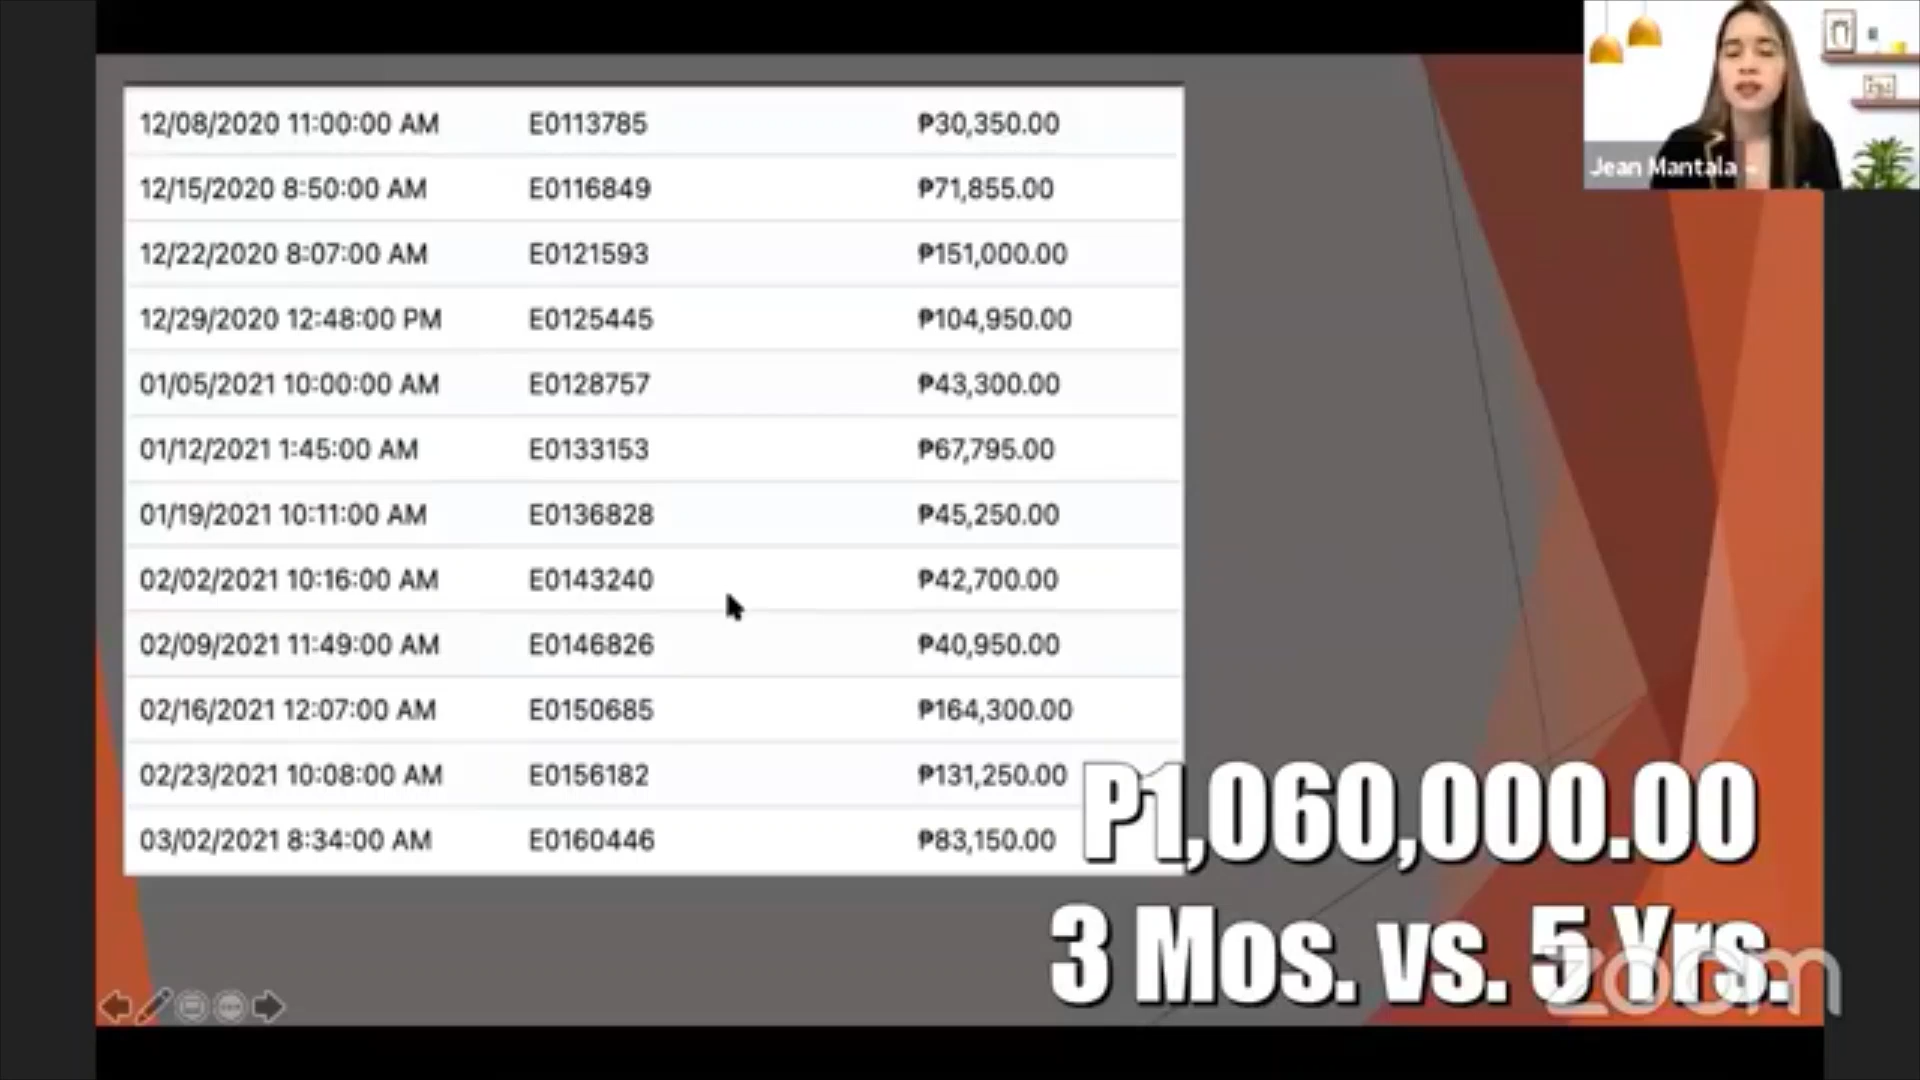 12/08/2020 11:00:00 AM E0113785 ₱30,350.00
12/15/2020 8:50:00 AM E0116849 ₱71,855.00
12/22/2020 8:07:00 AM E0121593 ₱151,000.00
12/29/2020 12:48:00 PM E0125445 ₱104,950.00
01/05/2021 10:00:00 AM E0128757 ₱43,300.00
01/12/2021 1:45:00 AM E0133153 ₱67,795.00
01/19/2021 10:11:00 AM E0136828 ₱45,250.00
02/02/2021 10:16:00 AM E0143240 ₱42,700.00
02/09/2021 11:49:00 AM E0146826 ₱40,950.00
02/16/2021 12:07:00 AM E0150685 ₱164,300.00
02/23/2021 10:08:00 AM E0156182 ₱131,250.00
03/02/2021 8:34:00 AM E0160446 ₱83,150.00
P1,060,000.00
3 Mos. vs. 5 Yrs.
zoom
Jean Mantala